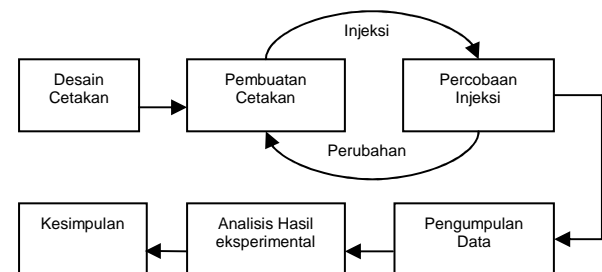 Injeksi
Desain
Cetakan
Pembuatan
Cetakan
Percobaan
Injeksi
Perubahan
Kesimpulan
Analisis Hasil
eksperimental
Pengumpulan
Data